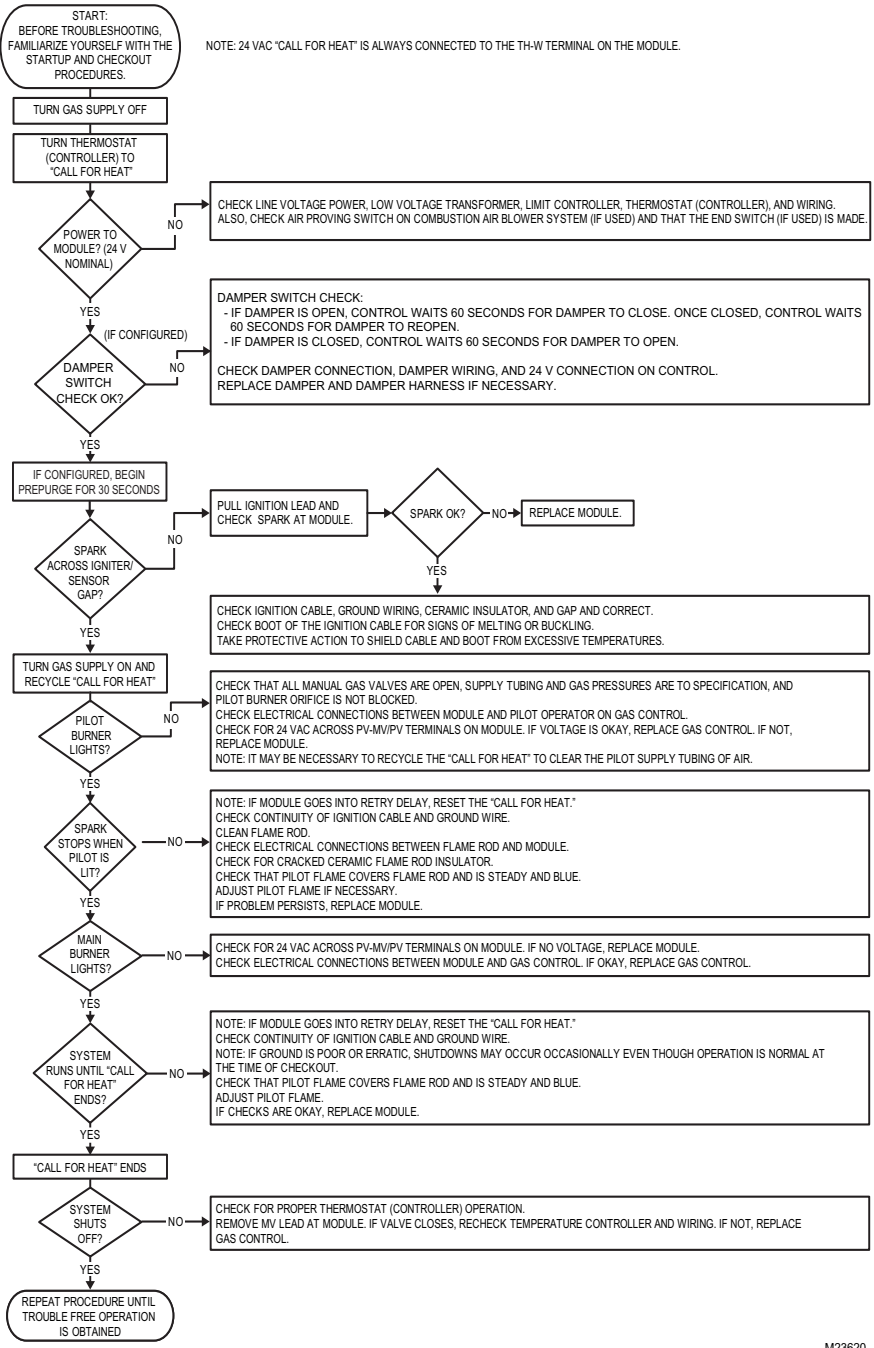 START:
BEFORE TROUBLESHOOTING,
FAMILIARIZE YOURSELF WITH THE
STARTUP AND CHECKOUT
PROCEDURES.
NOTE: 24 VAC “CALL FOR HEAT” IS ALWAYS CONNECTED TO THE TH-W TERMINAL ON THE MODULE.
TURN GAS SUPPLY OFF
TURN THERMOSTAT
(CONTROLLER) TO
“CALL FOR HEAT”
POWER TO
MODULE? (24 V
NOMINAL)
NO
CHECK LINE VOLTAGE POWER, LOW VOLTAGE TRANSFORMER, LIMIT CONTROLLER, THERMOSTAT (CONTROLLER), AND WIRING.
ALSO, CHECK AIR PROVING SWITCH ON COMBUSTION AIR BLOWER SYSTEM (IF USED) AND THAT THE END SWITCH (IF USED) IS MADE.
YES
(IF CONFIGURED)
DAMPER
SWITCH
CHECK OK?
NO
DAMPER SWITCH CHECK:
- IF DAMPER IS OPEN, CONTROL WAITS 60 SECONDS FOR DAMPER TO CLOSE. ONCE CLOSED, CONTROL WAITS
60 SECONDS FOR DAMPER TO REOPEN.
- IF DAMPER IS CLOSED, CONTROL WAITS 60 SECONDS FOR DAMPER TO OPEN.
CHECK DAMPER CONNECTION, DAMPER WIRING, AND 24 V CONNECTION ON CONTROL.
REPLACE DAMPER AND DAMPER HARNESS IF NECESSARY.
YES
IF CONFIGURED, BEGIN
PREPURGE FOR 30 SECONDS
SPARK
ACROSS IGNITER/
SENSOR
GAP?
NO
PULL IGNITION LEAD AND
CHECK SPARK AT MODULE.
SPARK OK?
NO
REPLACE MODULE.
YES
CHECK IGNITION CABLE, GROUND WIRING, CERAMIC INSULATOR, AND GAP AND CORRECT.
CHECK BOOT OF THE IGNITION CABLE FOR SIGNS OF MELTING OR BUCKLING.
TAKE PROTECTIVE ACTION TO SHIELD CABLE AND BOOT FROM EXCESSIVE TEMPERATURES.
YES
TURN GAS SUPPLY ON AND
RECYCLE “CALL FOR HEAT”
PILOT
BURNER
LIGHTS?
NO
CHECK THAT ALL MANUAL GAS VALVES ARE OPEN, SUPPLY TUBING AND GAS PRESSURES ARE TO SPECIFICATION, AND
PILOT BURNER ORIFICE IS NOT BLOCKED.
CHECK ELECTRICAL CONNECTIONS BETWEEN MODULE AND PILOT OPERATOR ON GAS CONTROL.
CHECK FOR 24 VAC ACROSS PV-MV/PV TERMINALS ON MODULE. IF VOLTAGE IS OKAY, REPLACE GAS CONTROL. IF NOT,
REPLACE MODULE.
NOTE: IT MAY BE NECESSARY TO RECYCLE THE “CALL FOR HEAT” TO CLEAR THE PILOT SUPPLY TUBING OF AIR.
YES
SPARK
STOPS WHEN
PILOT IS
LIT?
NO
NOTE: IF MODULE GOES INTO RETRY DELAY, RESET THE “CALL FOR HEAT.”
CHECK CONTINUITY OF IGNITION CABLE AND GROUND WIRE.
CLEAN FLAME ROD.
CHECK ELECTRICAL CONNECTIONS BETWEEN FLAME ROD AND MODULE.
CHECK FOR CRACKED CERAMIC FLAME ROD INSULATOR.
CHECK THAT PILOT FLAME COVERS FLAME ROD AND IS STEADY AND BLUE.
ADJUST PILOT FLAME IF NECESSARY.
IF PROBLEM PERSISTS, REPLACE MODULE.
YES
MAIN
BURNER
LIGHTS?
NO
CHECK FOR 24 VAC ACROSS PV-MV/PV TERMINALS ON MODULE. IF NO VOLTAGE, REPLACE MODULE.
CHECK ELECTRICAL CONNECTIONS BETWEEN MODULE AND GAS CONTROL. IF OKAY, REPLACE GAS CONTROL.
YES
SYSTEM
RUNS UNTIL “CALL
FOR HEAT”
ENDS?
NO
NOTE: IF MODULE GOES INTO RETRY DELAY, RESET THE “CALL FOR HEAT.”
CHECK CONTINUITY OF IGNITION CABLE AND GROUND WIRE.
NOTE: IF GROUND IS POOR OR ERRATIC, SHUTDOWNS MAY OCCUR OCCASIONALLY EVEN THOUGH OPERATION IS NORMAL AT
THE TIME OF CHECKOUT.
CHECK THAT PILOT FLAME COVERS FLAME ROD AND IS STEADY AND BLUE.
ADJUST PILOT FLAME.
IF CHECKS ARE OKAY, REPLACE MODULE.
YES
“CALL FOR HEAT” ENDS
SYSTEM
SHUTS
OFF?
NO
CHECK FOR PROPER THERMOSTAT (CONTROLLER) OPERATION.
REMOVE MV LEAD AT MODULE. IF VALVE CLOSES, RECHECK TEMPERATURE CONTROLLER AND WIRING. IF NOT, REPLACE
GAS CONTROL.
YES
REPEAT PROCEDURE UNTIL
TROUBLE FREE OPERATION
IS OBTAINED
M23620